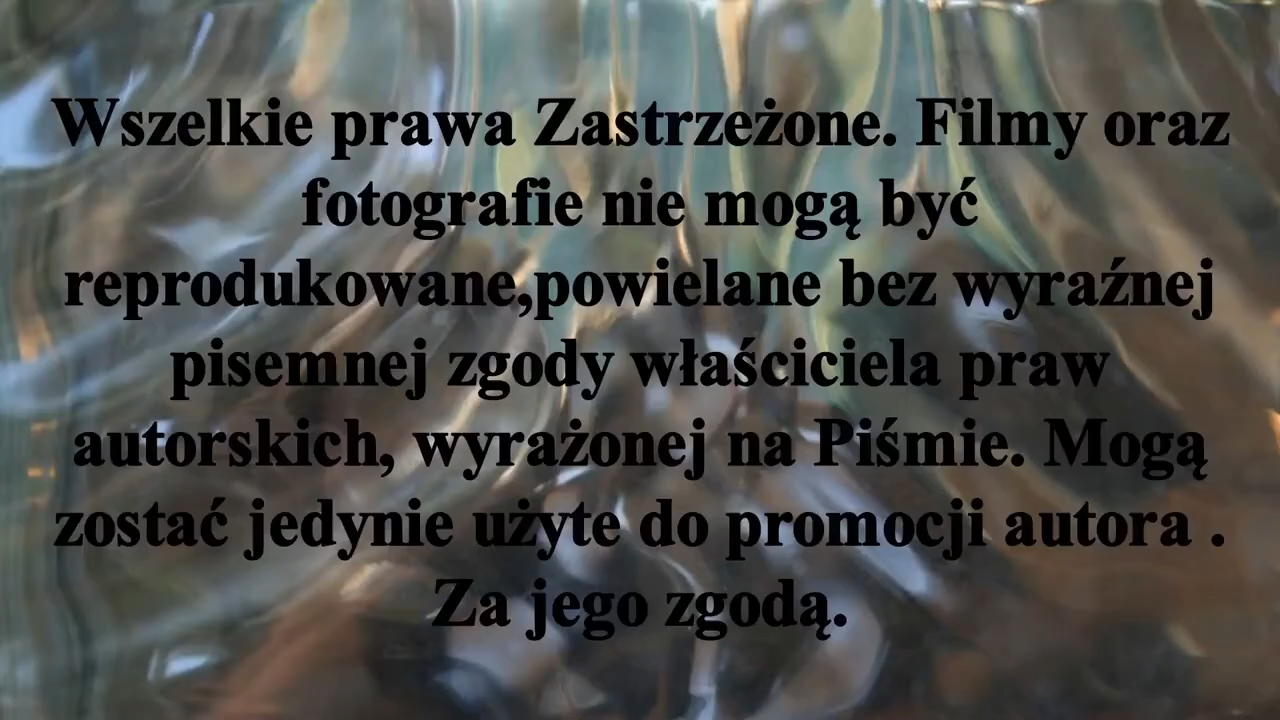 Wszelkie prawa Zastrzeżone. Filmy oraz
fotografie nie mogą być
reprodukowane,powielane bez wyraźnej
pisemnej zgody właściciela praw
autorskich, wyrażonej na Piśmie. Mogą
zostać jedynie użyte do promocji autora .
Za jego zgodą.